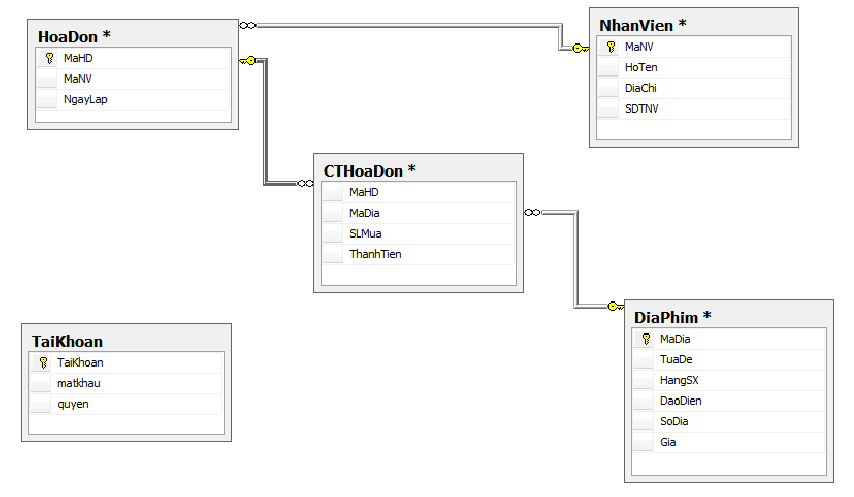 HoaDon *
MaHD
MaNV
NgayLap
NhanVien *
MaNV
HoTen
DiaChi
SDTNV
CTHoaDon *
MaHD
MaDia
SLMua
ThanhTien
TaiKhoan
TaiKhoan
matkhau
quyen
DiaPhim *
MaDia
TuaDe
HangSX
DaoDien
SoDia
Gia